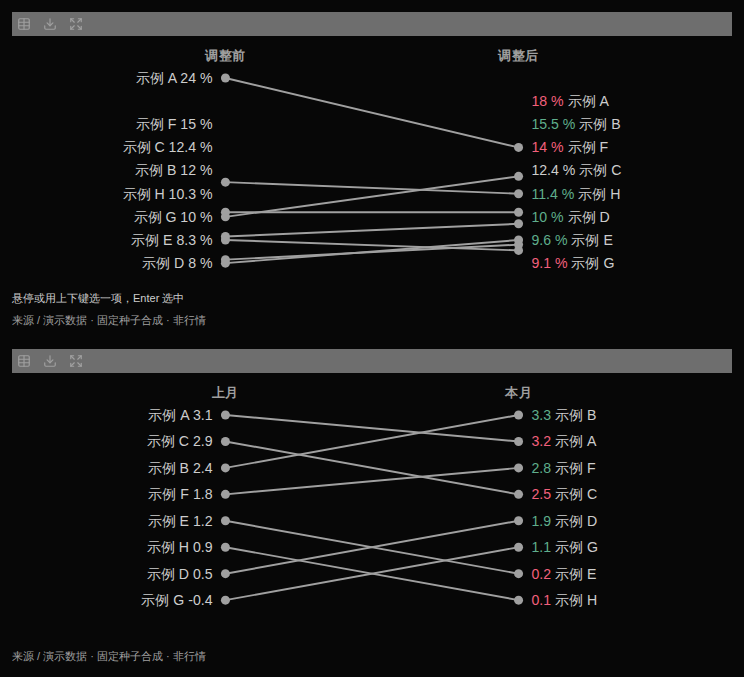 调整前 调整后
示例 A 24 %
18 % 示例 A
示例 F 15 % 15.5 % 示例 B
示例 C 12.4 % 14 % 示例 F
示例 B 12 % 12.4 % 示例 C
示例 H 10.3 % 11.4 % 示例 H
示例 G 10 % 10 % 示例 D
示例 E 8.3 % 9.6 % 示例 E
示例 D 8 % 9.1 % 示例 G
悬停或用上下键选一项，Enter 选中
来源 / 演示数据 · 固定种子合成 · 非行情
上月 本月
示例 A 3.1 3.3 示例 B
示例 C 2.9 3.2 示例 A
示例 B 2.4 2.8 示例 F
示例 F 1.8 2.5 示例 C
示例 E 1.2 1.9 示例 D
示例 H 0.9 1.1 示例 G
示例 D 0.5 0.2 示例 E
示例 G -0.4 0.1 示例 H
来源 / 演示数据 · 固定种子合成 · 非行情